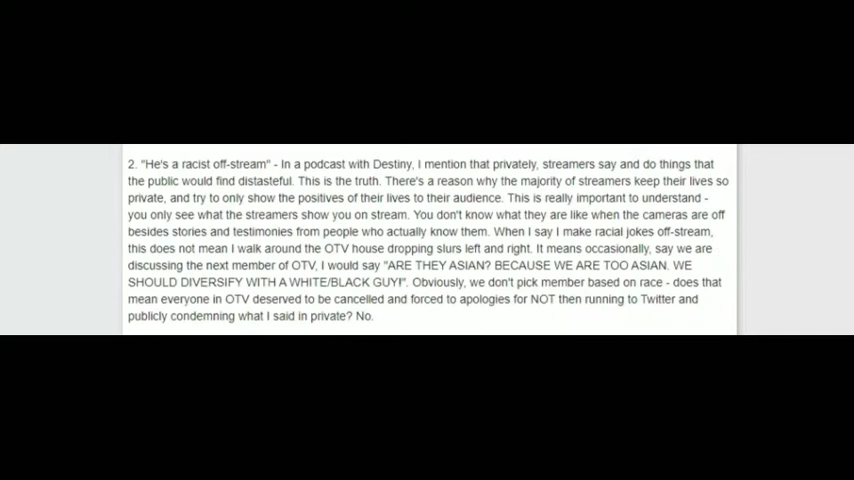 2. "He's a racist off-stream" - In a podcast with Destiny, I mention that privately, streamers say and do things that
the public would find distasteful. This is the truth. There's a reason why the majority of streamers keep their lives so
private, and try to only show the positives of their lives to their audience. This is really important to understand -
you only see what the streamers show you on stream. You don't know what they are like when the cameras are off
besides stories and testimonies from people who actually know them. When I say I make racial jokes off-stream,
this does not mean I walk around the OTV house dropping slurs left and right. It means occasionally, say we are
discussing the next member of OTV, I would say "ARE THEY ASIAN? BECAUSE WE ARE TOO ASIAN. WE
SHOULD DIVERSIFY WITH A WHITE/BLACK GUY!". Obviously, we don't pick member based on race - does that
mean everyone in OTV deserved to be cancelled and forced to apologies for NOT then running to Twitter and
publicly condemning what I said in private? No.